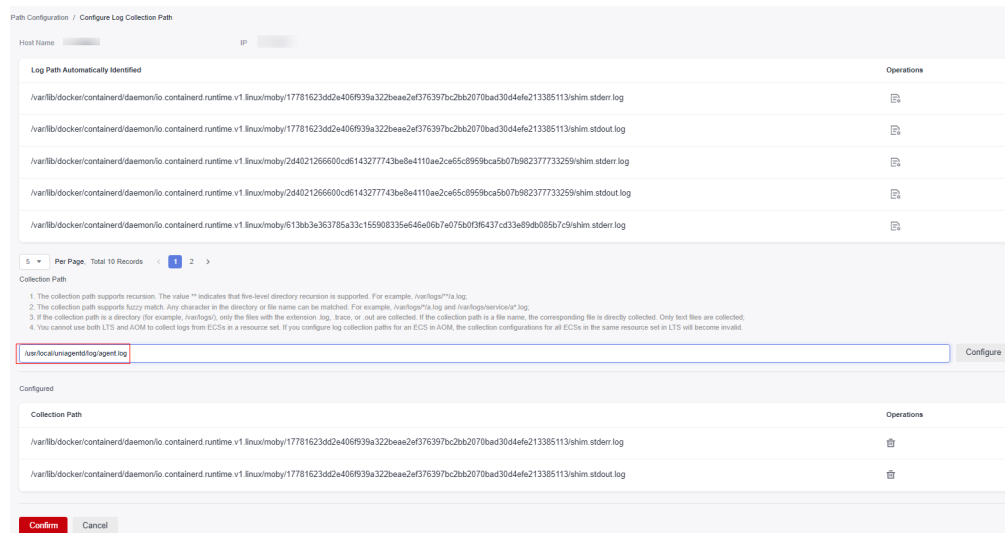 Path Configuration / Configure Log Collection Path
Host Name IP
Log Path Automatically Identified Operations
/var/lib/docker/containerd/daemon/io.containerd.runtime.v1.linux/moby/17781623dd2e406f939a322beae2ef376397bc2bb2070bad30d4efe213385113/shim.stderr.log
/var/lib/docker/containerd/daemon/io.containerd.runtime.v1.linux/moby/17781623dd2e406f939a322beae2ef376397bc2bb2070bad30d4efe213385113/shim.stdout.log
/var/lib/docker/containerd/daemon/io.containerd.runtime.v1.linux/moby/2d4021266600cd6143277743be8e4110ae2ce65c8959bca5b07b982377733259/shim.stderr.log
/var/lib/docker/containerd/daemon/io.containerd.runtime.v1.linux/moby/2d4021266600cd6143277743be8e4110ae2ce65c8959bca5b07b982377733259/shim.stdout.log
/var/lib/docker/containerd/daemon/io.containerd.runtime.v1.linux/moby/613bb3e363785a33c155908335e646e06b7e075b0f3f6437cd33e89db085b7c9/shim.stderr.log
5 Per Page, Total 10 Records < 1 2 >
Collection Path
1. The collection path supports recursion. The value ** indicates that five-level directory recursion is supported. For example, /var/logs/**/a.log;
2. The collection path supports fuzzy match. Any character in the directory or file name can be matched. For example, /var/logs/*/a.log and /var/logs/service/a*.log;
3. If the collection path is a directory (for example, /var/logs/), only the files with the extension .log, .trace, or .out are collected. If the collection path is a file name, the corresponding file is directly collected. Only text files are collected;
4. You cannot use both LTS and AOM to collect logs from ECSs in a resource set. If you configure log collection paths for an ECS in AOM, the collection configurations for all ECSs in the same resource set in LTS will become invalid.
/usr/local/uniagentd/log/agent.log Configure
Configured
Collection Path Operations
/var/lib/docker/containerd/daemon/io.containerd.runtime.v1.linux/moby/17781623dd2e406f939a322beae2ef376397bc2bb2070bad30d4efe213385113/shim.stderr.log
/var/lib/docker/containerd/daemon/io.containerd.runtime.v1.linux/moby/17781623dd2e406f939a322beae2ef376397bc2bb2070bad30d4efe213385113/shim.stdout.log
Confirm Cancel